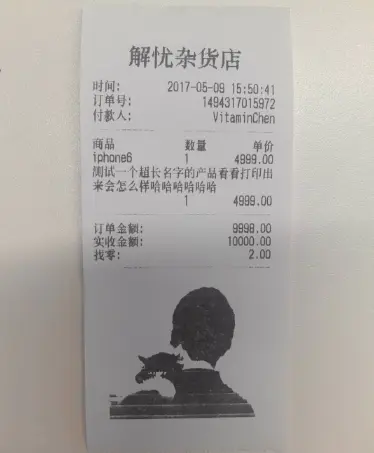 解忧杂货店
时间: 2017-05-09 15:50:41
订单号: 1494317015972
付款人: VitaminChen
商品 数量 单价
iphone6 1 4999.00
测试一个超长名字的产品看看打印出
来会怎么样哈哈哈哈哈哈
1 4999.00
订单金额: 9998.00
实收金额: 10000.00
找零: 2.00